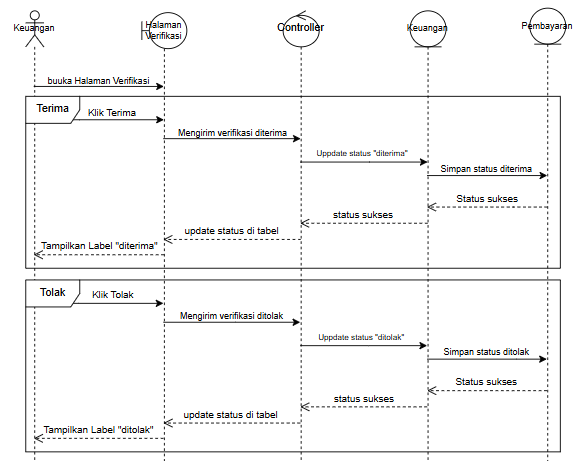 Keuangan
Halaman
Verifikasi
Controller
Keuangan
Pembayaran
buuka Halaman Verifikasi
Terima
Klik Terima
Mengirim verifikasi diterima
Uppdate status "diterima"
Simpan status diterima
Status sukses
status sukses
update status di tabel
Tampilkan Label "diterima"
Tolak
Klik Tolak
Mengirim verifikasi ditolak
Uppdate status "ditolak"
Simpan status ditolak
Status sukses
status sukses
update status di tabel
Tampilkan Label "ditolak"